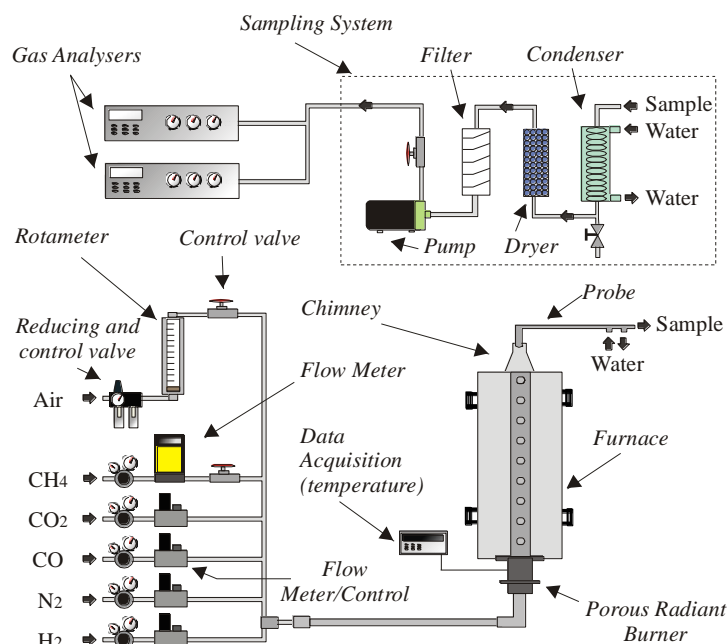 Sampling System
Gas Analysers
Filter
Condenser
Sample
Water
Water
Pump
Dryer
Rotameter
Control valve
Probe
Chimney
Sample
Reducing and
control valve
Water
Flow Meter
Air
Data
Acquisition
(temperature)
Furnace
CH4
CO2
CO
Flow
Meter/Control
N2
Porous Radiant
Burner
H2